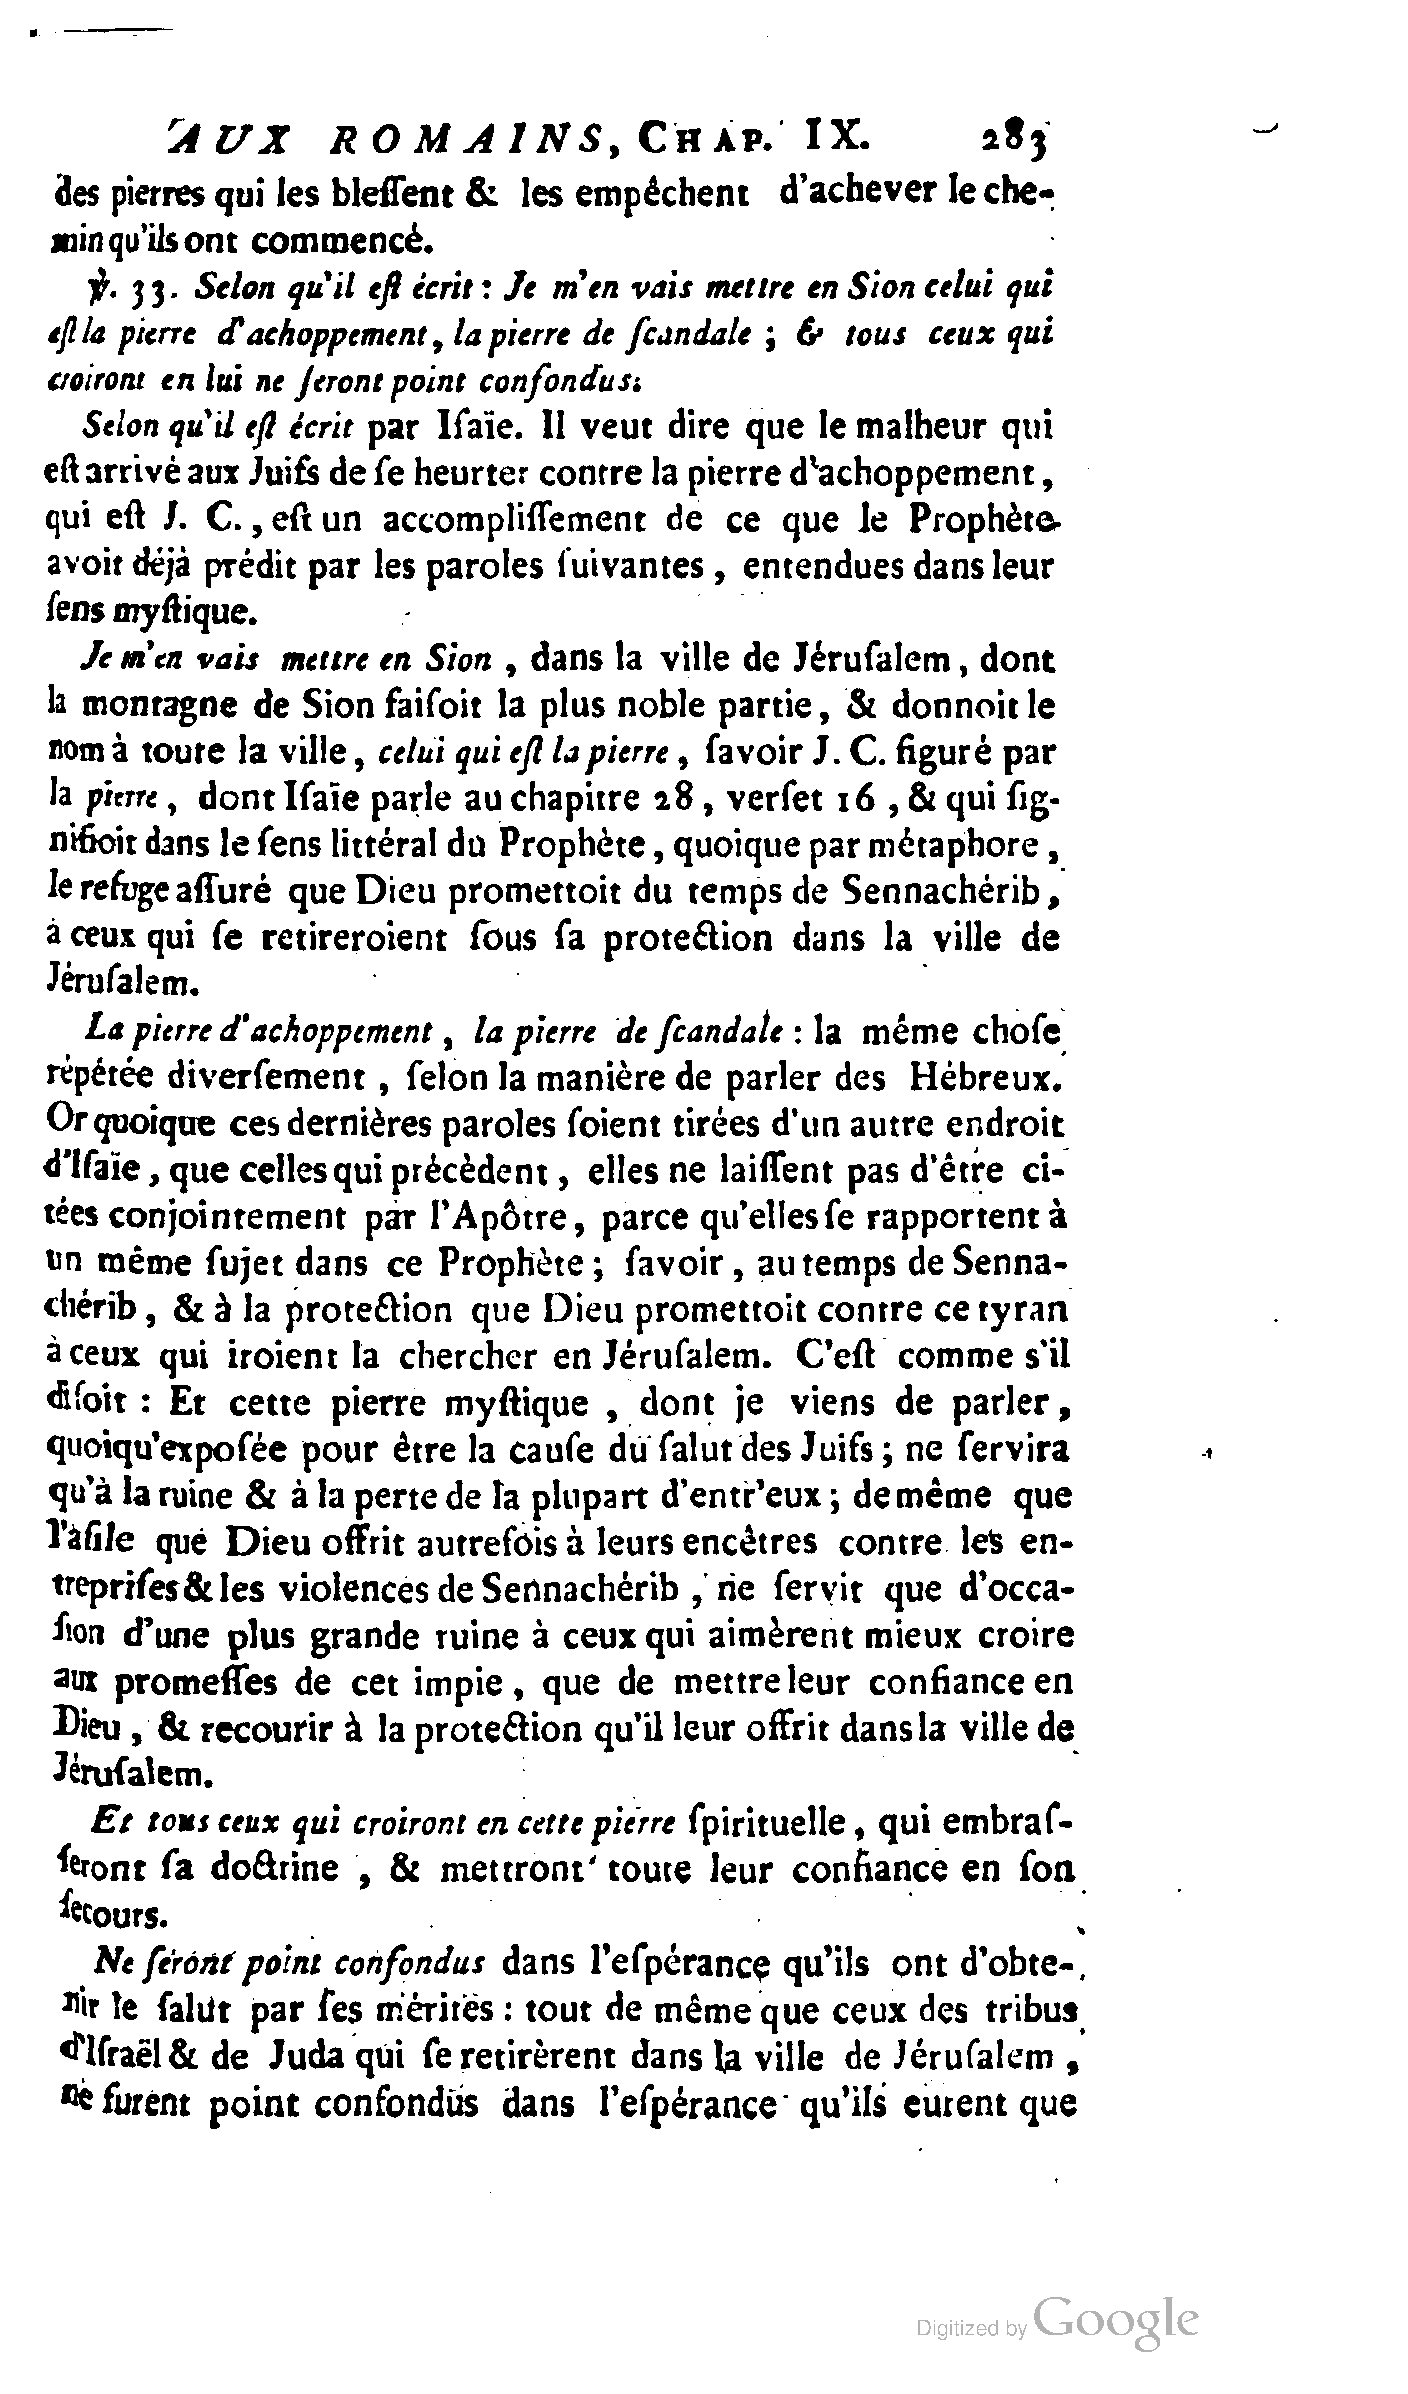 AUX ROMAINS, CHAP. IX. 283
des pierres qui les bleſſent & les empêchent d'achever le che-
min qu'ils ont commencé.
℣. 33. Selon qu'il eſt écrit : Je m'en vais mettre en Sion celui qui
eſt la pierre d'achoppement, la pierre de ſcandale ; & tous ceux qui
croiront en lui ne ſeront point confondus.
Selon qu'il eſt écrit par Iſaïe. Il veut dire que le malheur qui
eſt arrivé aux Juifs de ſe heurter contre la pierre d'achoppement,
qui eſt J. C., eſt un accompliſſement de ce que le Prophète
avoit déjà prédit par les paroles ſuivantes, entendues dans leur
ſens myſtique.
Je m'en vais mettre en Sion, dans la ville de Jéruſalem, dont
la montagne de Sion faiſoit la plus noble partie, & donnoit le
nom à toute la ville, celui qui eſt la pierre, ſavoir J. C. figuré par
la pierre, dont Iſaïe parle au chapitre 28, verſet 16, & qui ſig-
nifioit dans le ſens littéral du Prophète, quoique par métaphore,
le refuge aſſuré que Dieu promettoit du temps de Sennachérib,
à ceux qui ſe retireroient ſous ſa protection dans la ville de
Jéruſalem.
La pierre d'achoppement, la pierre de ſcandale : la même choſe
répétée diverſement, ſelon la manière de parler des Hébreux.
Or quoique ces dernières paroles ſoient tirées d'un autre endroit
d'Iſaïe, que celles qui précèdent, elles ne laiſſent pas d'être ci-
tées conjointement par l'Apôtre, parce qu'elles ſe rapportent à
un même ſujet dans ce Prophète ; ſavoir, au temps de Senna-
chérib, & à la protection que Dieu promettoit contre ce tyran
à ceux qui iroient la chercher en Jéruſalem. C'eſt comme s'il
diſoit : Et cette pierre myſtique, dont je viens de parler,
quoiqu'expoſée pour être la cauſe du ſalut des Juifs ; ne ſervira
qu'à la ruine & à la perte de la plupart d'entr'eux ; de même que
l'aſile que Dieu offrit autrefois à leurs encêtres contre les en-
trepriſes & les violences de Sennachérib, ne ſervit que d'occa-
ſion d'une plus grande ruine à ceux qui aimèrent mieux croire
aux promeſſes de cet impie, que de mettre leur confiance en
Dieu, & recourir à la protection qu'il leur offrit dans la ville de
Jéruſalem.
Et tous ceux qui croiront en cette pierre ſpirituelle, qui embraſ-
ſeront ſa doctrine, & mettront toute leur confiance en ſon
ſecours.
Ne ſeront point confondus dans l'eſpérance qu'ils ont d'obte-
nir le ſalut par ſes mérites : tout de même que ceux des tribus
d'Iſraël & de Juda qui ſe retirèrent dans la ville de Jéruſalem,
ne furent point confondus dans l'eſpérance qu'ils eurent que
Digitized by Google